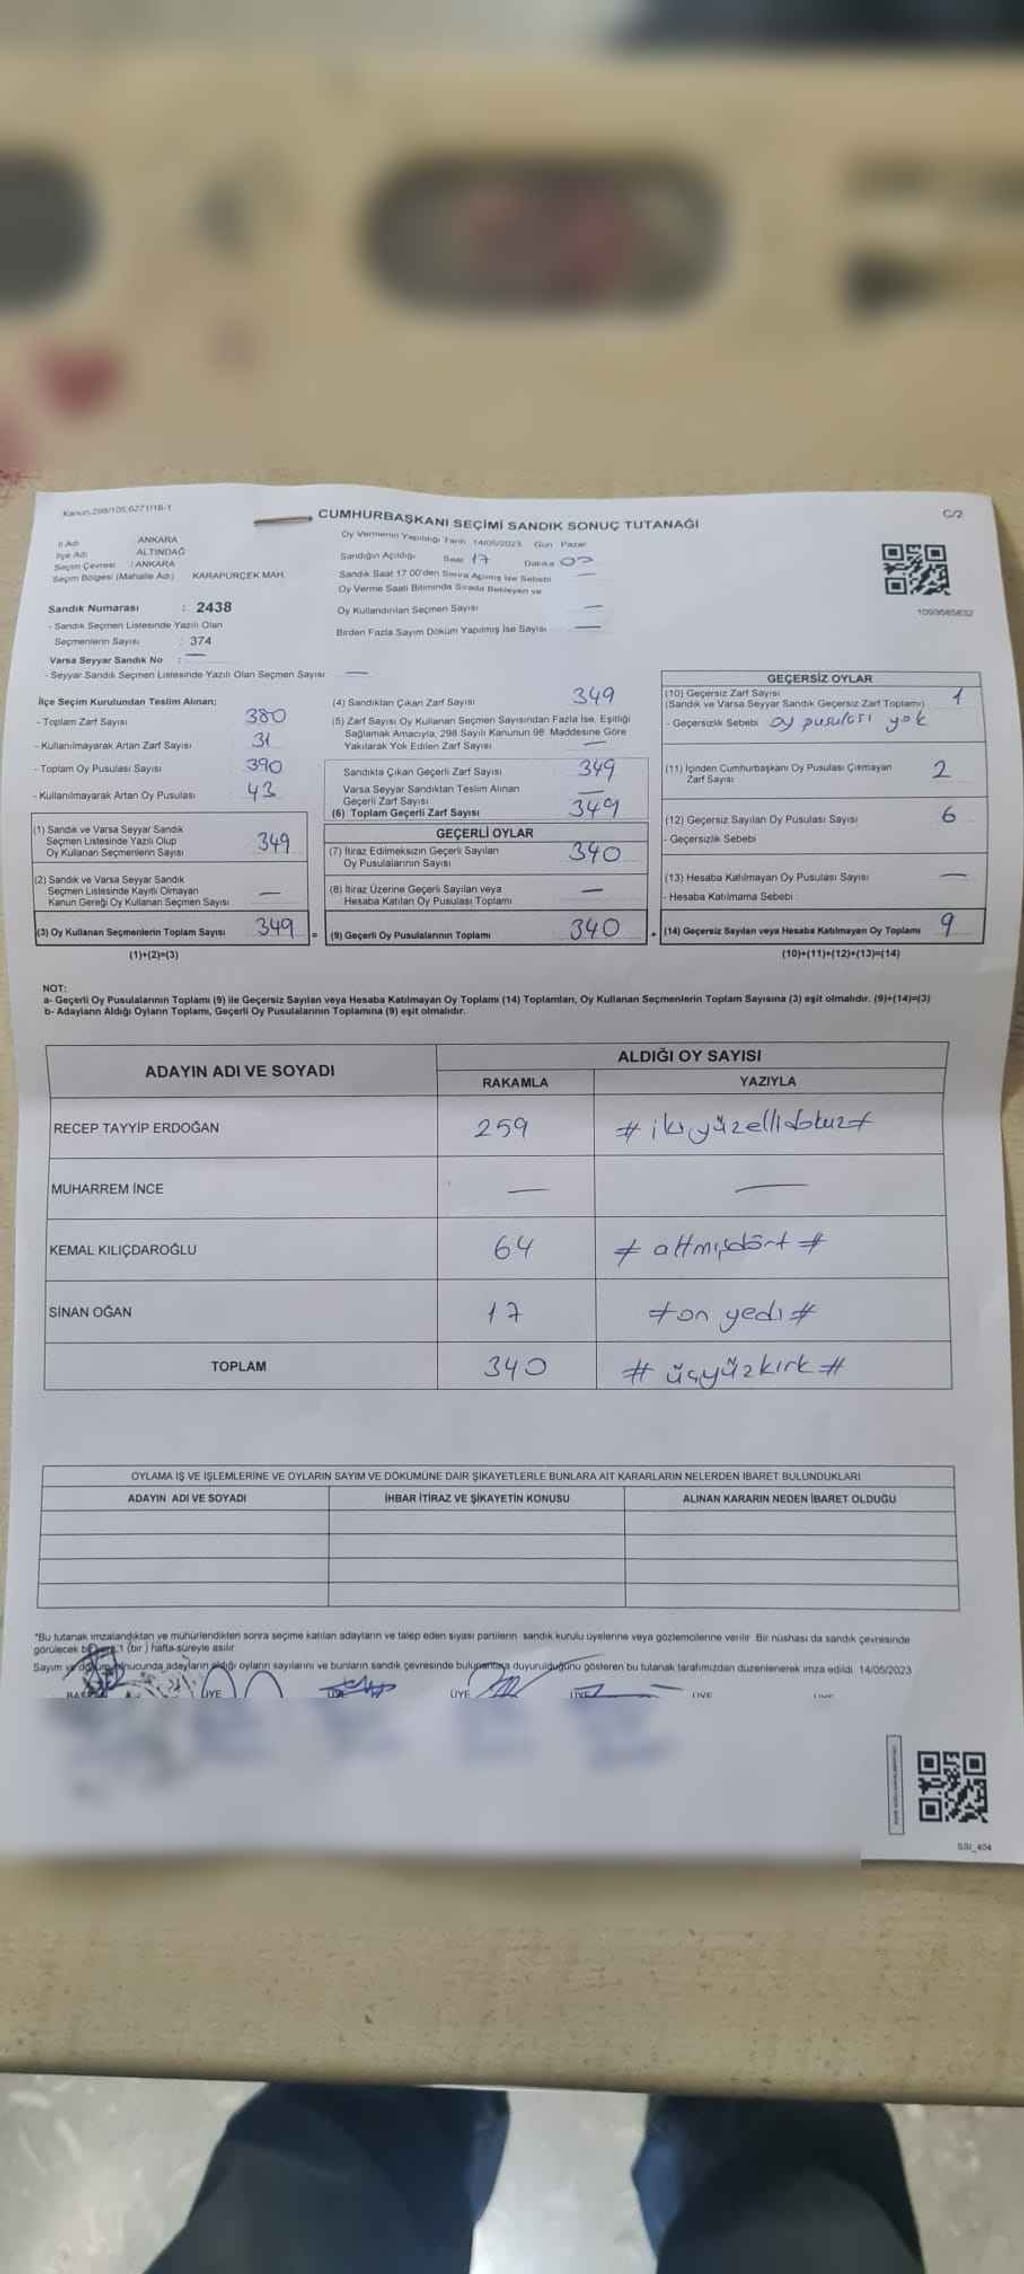 Kanun 298/105,6271/18-1
CUMHURBAŞKANI SEÇİMİ SANDIK SONUÇ TUTANAĞI
C/2
İl Adı ANKARA
İlçe Adı ALTINDAĞ
Seçim Çevresi : ANKARA
Seçim Bölgesi (Mahalle Adı) KARAPÜRÇEK MAH.
Oy Vermenin Yapıldığı Tarih 14/05/2023 Gün Pazar
Sandığın Açıldığı Saat 17 Dakika
Sandık Saat 17.00'den Sonra Açılmış İse Sebebi —
Oy Verme Saati Bitiminde Sırada Bekleyen ve
Oy Kullandırılan Seçmen Sayısı —
Birden Fazla Sayım Döküm Yapılmış İse Sayısı —
1093685632
Sandık Numarası : 2438
- Sandık Seçmen Listesinde Yazılı Olan
Seçmenlerin Sayısı : 374
Varsa Seyyar Sandık No : —
- Seyyar Sandık Seçmen Listesinde Yazılı Olan Seçmen Sayısı —
İlçe Seçim Kurulundan Teslim Alınan:
- Toplam Zarf Sayısı 380
- Kullanılmayarak Artan Zarf Sayısı 31
- Toplam Oy Pusulası Sayısı 390
- Kullanılmayarak Artan Oy Pusulası 43
(1) Sandık ve Varsa Seyyar Sandık
Seçmen Listesinde Yazılı Olup
Oy Kullanan Seçmenlerin Sayısı 349
(2) Sandık ve Varsa Seyyar Sandık
Seçmen Listesinde Kayıtlı Olmayan
Kanun Gereği Oy Kullanan Seçmen Sayısı —
(3) Oy Kullanan Seçmenlerin Toplam Sayısı 349 =
(1)+(2)=(3)
(4) Sandıktan Çıkan Zarf Sayısı 349
(5) Zarf Sayısı Oy Kullanan Seçmen Sayısından Fazla İse, Eşitliği
Sağlamak Amacıyla, 298 Sayılı Kanunun 98. Maddesine Göre
Yakılarak Yok Edilen Zarf Sayısı —
Sandıkta Çıkan Geçerli Zarf Sayısı 349
Varsa Seyyar Sandıktan Teslim Alınan
Geçerli Zarf Sayısı —
(6) Toplam Geçerli Zarf Sayısı 349
GEÇERLİ OYLAR
(7) İtiraz Edilmeksizin Geçerli Sayılan
Oy Pusulalarının Sayısı 340
(8) İtiraz Üzerine Geçerli Sayılan veya
Hesaba Katılan Oy Pusulası Toplamı —
(9) Geçerli Oy Pusulalarının Toplamı 340 +
GEÇERSİZ OYLAR
(10) Geçersiz Zarf Sayısı 1
(Sandık ve Varsa Seyyar Sandık Geçersiz Zarf Toplamı)
- Geçersizlik Sebebi oy pusulası yok
(11) İçinden Cumhurbaşkanı Oy Pusulası Çıkmayan
Zarf Sayısı 2
(12) Geçersiz Sayılan Oy Pusulası Sayısı 6
- Geçersizlik Sebebi
(13) Hesaba Katılmayan Oy Pusulası Sayısı —
- Hesaba Katılmama Sebebi
(14) Geçersiz Sayılan veya Hesaba Katılmayan Oy Toplamı 9
(10)+(11)+(12)+(13)=(14)
NOT:
a- Geçerli Oy Pusulalarının Toplamı (9) ile Geçersiz Sayılan veya Hesaba Katılmayan Oy Toplamı (14) Toplamları, Oy Kullanan Seçmenlerin Toplam Sayısına (3) eşit olmalıdır. (9)+(14)=(3)
b- Adayların Aldığı Oyların Toplamı, Geçerli Oy Pusulalarının Toplamına (9) eşit olmalıdır.
ADAYIN ADI VE SOYADI ALDIĞI OY SAYISI
RAKAMLA YAZIYLA
RECEP TAYYİP ERDOĞAN 259 # ikiyüzellidokuz #
MUHARREM İNCE — —
KEMAL KILIÇDAROĞLU 64 # altmışdört #
SİNAN OĞAN 17 # on yedi #
TOPLAM 340 # üçyüzkırk #
OYLAMA İŞ VE İŞLEMLERİNE VE OYLARIN SAYIM VE DÖKÜMÜNE DAİR ŞİKAYETLERLE BUNLARA AİT KARARLARIN NELERDEN İBARET BULUNDUKLARI
ADAYIN ADI VE SOYADI İHBAR İTİRAZ VE ŞİKAYETİN KONUSU ALINAN KARARIN NEDEN İBARET OLDUĞU
*Bu tutanak imzalandıktan ve mühürlendikten sonra seçime katılan adayların ve talep eden siyasi partilerin sandık kurulu üyelerine veya gözlemcilerine verilir. Bir nüshası da sandık çevresinde
görülecek 1 (bir) hafta süreyle asılır.
Sayım sonucunda adayların aldığı oyların sayılarını ve bunların sandık çevresinde duyurulduğunu gösteren bu tutanak tarafımızdan düzenlenerek imza edildi. 14/05/2023
ÜYE ÜYE ÜYE ÜYE ÜYE ÜYE
SSI_404